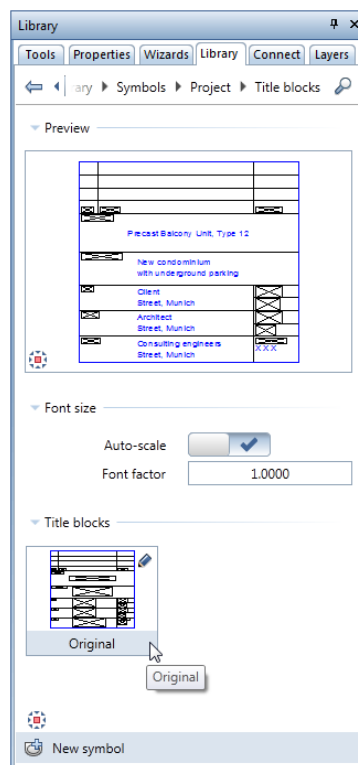 Library
Tools Properties Wizards Library Connect Layers
ary Symbols Project Title blocks
Preview
Precast Balcony Unit, Type 12
New condominium
with underground parking
Client
Street, Munich
Architect
Street, Munich
Consulting engineers
Street, Munich
XXX
Font size
Auto-scale
Font factor 1.0000
Title blocks
Original
Original
New symbol